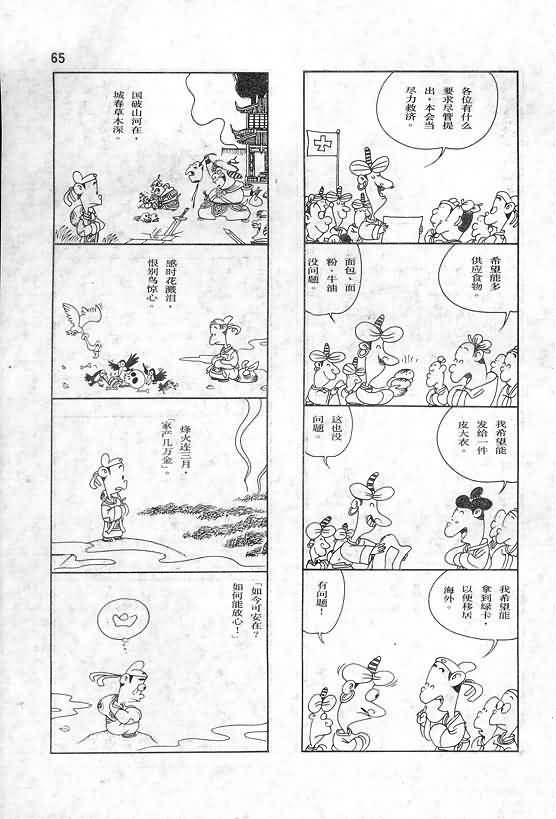 65
各位有什么
要求尽管提
出，本会当
尽力救济。
希望能多
供应食物。
面包、面
粉、牛油
没问题。
我希望能
发给一件
皮大衣。
这也没
问题。
我希望能
拿到绿卡
以便移居
海外。
有问题！
国破山河在，
城春草木深。
感时花溅泪，
恨别鸟惊心。
烽火连三月，
「家产几万金」。
「如今可安在？
如何能放心！」